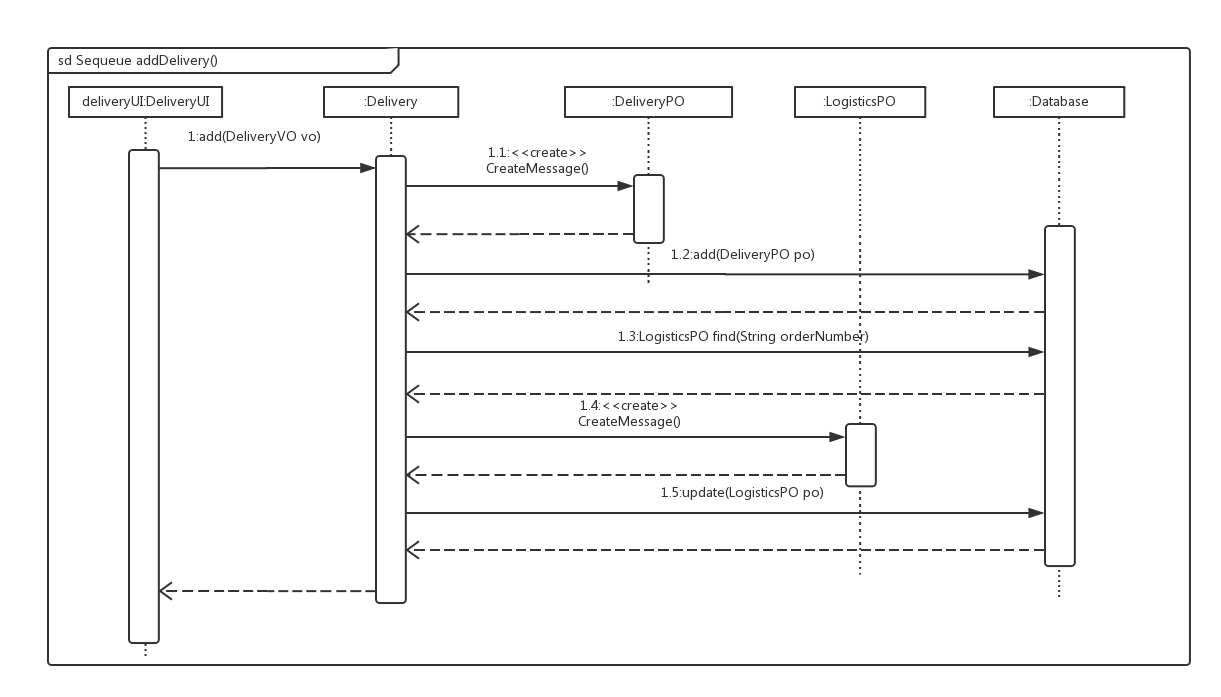 sd Sequeue addDelivery()
deliveryUI:DeliveryUI
:Delivery
:DeliveryPO
:LogisticsPO
:Database
1:add(DeliveryVO vo)
1.1:<<create>>
CreateMessage()
1.2:add(DeliveryPO po)
1.3:LogisticsPO find(String orderNumber)
1.4:<<create>>
CreateMessage()
1.5:update(LogisticsPO po)